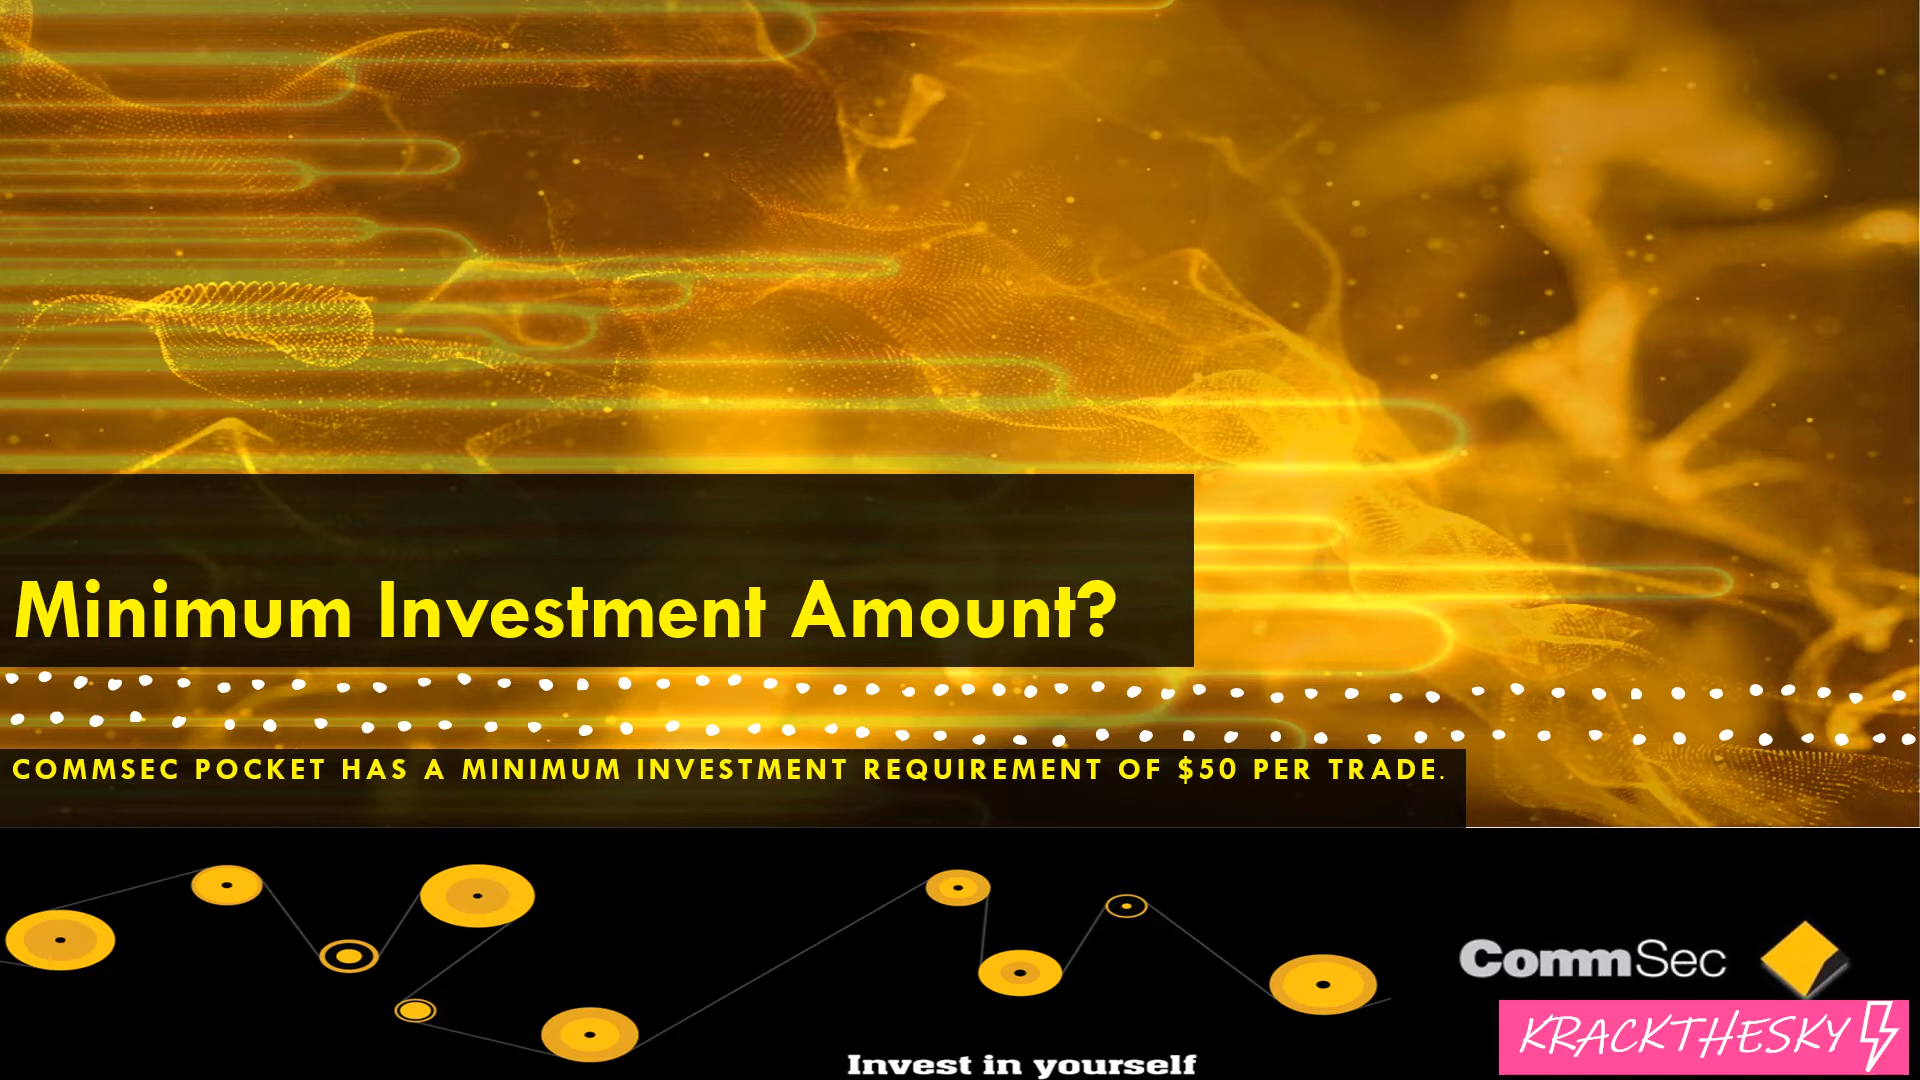 Minimum Investment Amount?
COMMSEC POCKET HAS A MINIMUM INVESTMENT REQUIREMENT OF $50 PER TRADE.
CommSec
KRACKTHESKY
Invest in yourself